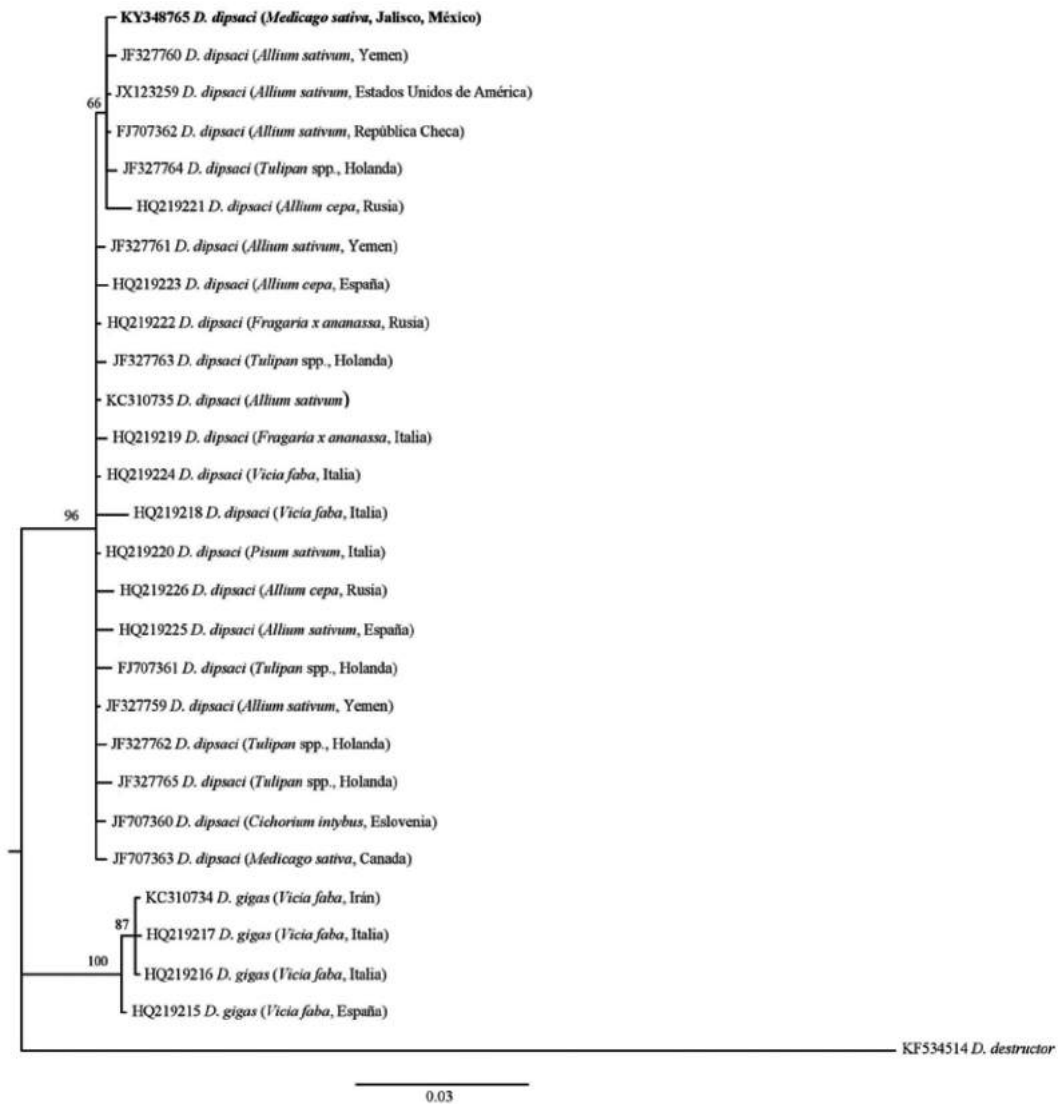 KY348765 D. dipsaci (Medicago sativa, Jalisco, México)
JF327760 D. dipsaci (Allium sativum, Yemen)
66
JX123259 D. dipsaci (Allium sativum, Estados Unidos de América)
FJ707362 D. dipsaci (Allium sativum, República Checa)
JF327764 D. dipsaci (Tulipan spp., Holanda)
HQ219221 D. dipsaci (Allium cepa, Rusia)
JF327761 D. dipsaci (Allium sativum, Yemen)
HQ219223 D. dipsaci (Allium cepa, España)
HQ219222 D. dipsaci (Fragaria x ananassa, Rusia)
JF327763 D. dipsaci (Tulipan spp., Holanda)
KC310735 D. dipsaci (Allium sativum)
HQ219219 D. dipsaci (Fragaria x ananassa, Italia)
HQ219224 D. dipsaci (Vicia faba, Italia)
96
HQ219218 D. dipsaci (Vicia faba, Italia)
HQ219220 D. dipsaci (Pisum sativum, Italia)
HQ219226 D. dipsaci (Allium cepa, Rusia)
HQ219225 D. dipsaci (Allium sativum, España)
FJ707361 D. dipsaci (Tulipan spp., Holanda)
JF327759 D. dipsaci (Allium sativum, Yemen)
JF327762 D. dipsaci (Tulipan spp., Holanda)
JF327765 D. dipsaci (Tulipan spp., Holanda)
JF707360 D. dipsaci (Cichorium intybus, Eslovenia)
JF707363 D. dipsaci (Medicago sativa, Canada)
KC310734 D. gigas (Vicia faba, Irán)
87
HQ219217 D. gigas (Vicia faba, Italia)
100
HQ219216 D. gigas (Vicia faba, Italia)
HQ219215 D. gigas (Vicia faba, España)
KF534514 D. destructor
0.03